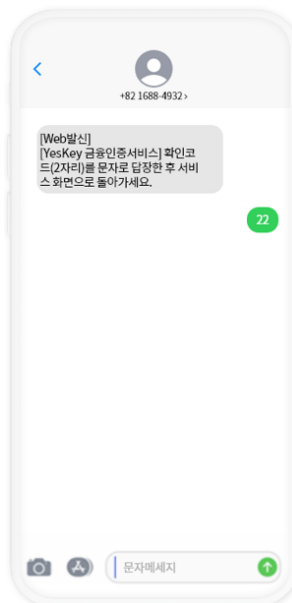 +82 1688-4932 ›
[Web발신]
[YesKey 금융인증서비스] 확인코
드(2자리)를 문자로 답장한 후 서비
스 화면으로 돌아가세요.
22
문자메세지